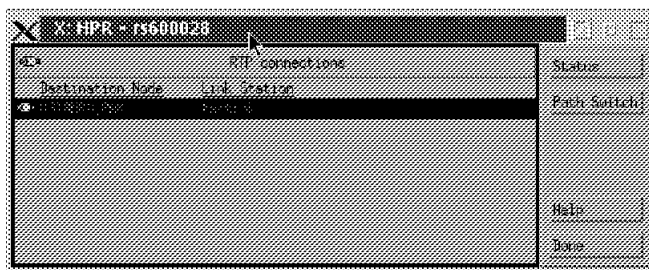 X: HPR - rs600028
RTP connections
Status
Destination Node Link Station
Path Switch
Help
Done